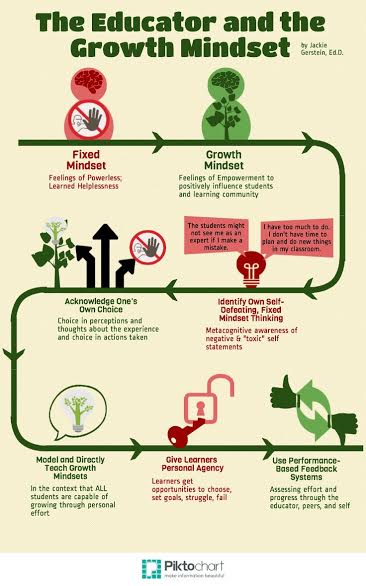 The Educator and the
Growth Mindset
by Jackie
Gerstein, Ed.D.
Fixed
Mindset
Feelings of Powerless;
Learned Helplessness
Growth
Mindset
Feelings of Empowerment to
positively influence students
and learning community
The students might
not see me as an
expert if I make a
mistake.
I have too much to do.
I don't have time to
plan and do new things
in my classroom.
Acknowledge One's
Own Choice
Choice in perceptions and
thoughts about the experience
and choice in actions taken
Identify Own Self-
Defeating, Fixed
Mindset Thinking
Metacognitive awareness of
negative & "toxic" self
statements
Model and Directly
Teach Growth
Mindsets
In the context that ALL
students are capable of
growing through personal
effort
Give Learners
Personal Agency
Learners get
opportunities to choose,
set goals, struggle, fail
Use Performance-
Based Feedback
Systems
Assessing effort and
progress through the
educator, peers, and self
Piktochart
make information beautiful